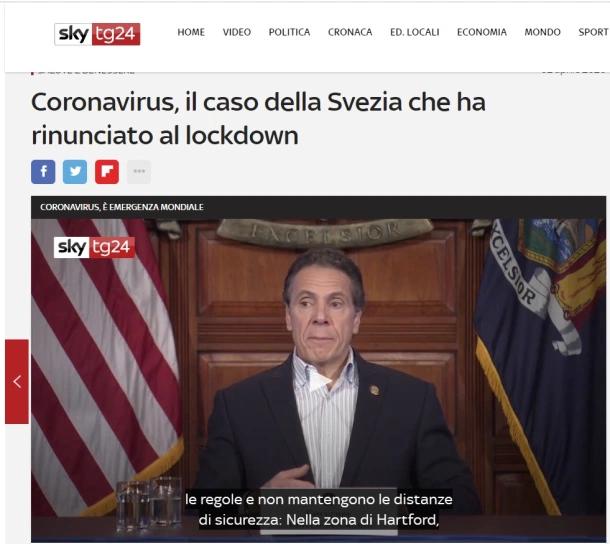 sky tg24
HOME VIDEO POLITICA CRONACA ED. LOCALI ECONOMIA MONDO SPORT
Coronavirus, il caso della Svezia che ha
rinunciato al lockdown
f
CORONAVIRUS, È EMERGENZA MONDIALE
sky tg24
EXCELSIOR
EXCELSIOR
le regole e non mantengono le distanze
di sicurezza: Nella zona di Hartford,